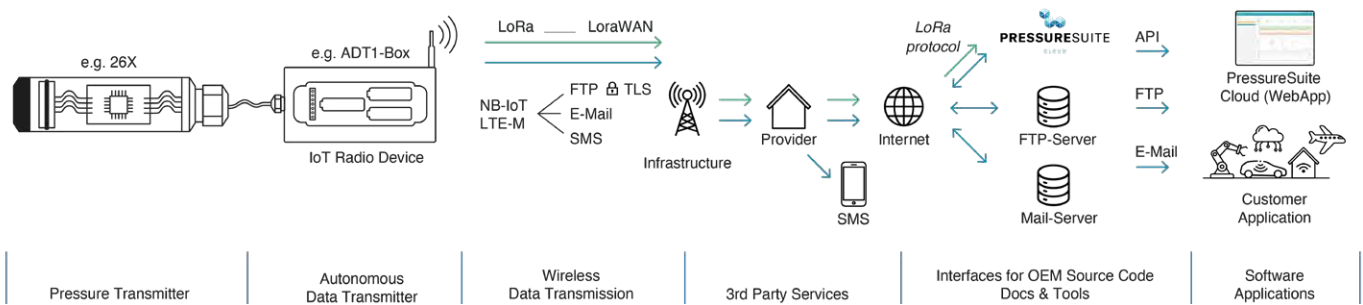 e.g. 26X
e.g. ADT1-Box
IoT Radio Device
LoRa ____ LoraWAN
NB-IoT
LTE-M
FTP TLS
E-Mail
SMS
Infrastructure
Provider
SMS
Internet
LoRa
protocol
PRESSURESUITE
CLOUD
FTP-Server
Mail-Server
API
FTP
E-Mail
PressureSuite
Cloud (WebApp)
Customer
Application
Pressure Transmitter
Autonomous
Data Transmitter
Wireless
Data Transmission
3rd Party Services
Interfaces for OEM Source Code
Docs & Tools
Software
Applications